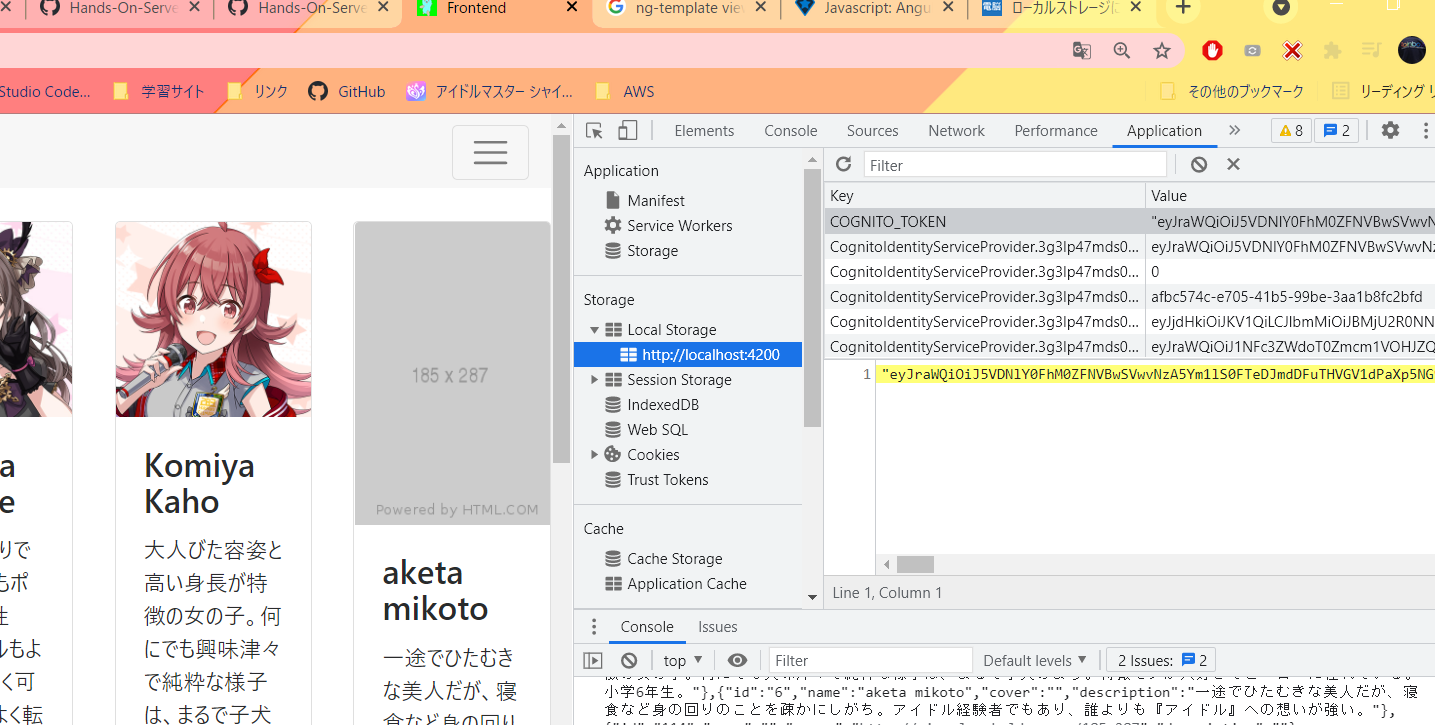 Hands-On-Serve
Hands-On-Serve
Frontend
ng-template view
Javascript: Angu
ローカルストレージに
Studio Code...
学習サイト
リンク
GitHub
アイドルマスター シャイ...
AWS
その他のブックマーク
リーディング リ
Elements
Console
Sources
Network
Performance
Application
8
2
Application
Manifest
Service Workers
Storage
Storage
Local Storage
http://localhost:4200
Session Storage
IndexedDB
Web SQL
Cookies
Trust Tokens
Cache
Cache Storage
Application Cache
Filter
Key
Value
COGNITO_TOKEN
"eyJraWQiOiJ5VDNlY0FhM0ZFNVBwSVwv
CognitoIdentityServiceProvider.3g3lp47mds0...
eyJraWQiOiJ5VDNlY0FhM0ZFNVBwSVwvNz
CognitoIdentityServiceProvider.3g3lp47mds0...
0
CognitoIdentityServiceProvider.3g3lp47mds0...
afbc574c-e705-41b5-99be-3aa1b8fc2bfd
CognitoIdentityServiceProvider.3g3lp47mds0...
eyJjdHkiOiJKV1QiLCJlbmMiOiJBMjU2R0NN
CognitoIdentityServiceProvider.3g3lp47mds0...
eyJraWQiOiJ1NFc3ZWdoT0Zmcm1VOHJZQ
1
"eyJraWQiOiJ5VDNlY0FhM0ZFNVBwSVwvNzA5Ym1lS0FTeDJmdDFuTHVGV1dPaXp5NG
Line 1, Column 1
Console
Issues
top
Filter
Default levels
2 Issues:
2
小学6年生。"},{"id":"6","name":"aketa mikoto","cover":"","description":"一途でひたむきな美人だが、寝
食など身の回りのことを疎かにしがち。アイドル経験者でもあり、誰よりも『アイドル』への想いが強い。"},
a
e
りで
もポ
性
ルもよ
く可
よく転
Komiya
Kaho
大人びた容姿と
高い身長が特
徴の女の子。何
にでも興味津々
で純粋な様子
は、まるで子犬
185 x 287
Powered by HTML.COM
aketa
mikoto
一途でひたむき
な美人だが、寝
食など身の回り